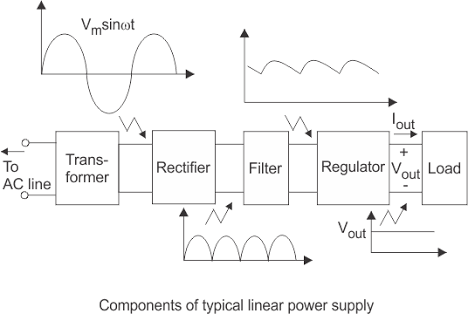 Vmsinωt
Iout
To
AC line
Trans-
former
Rectifier
Filter
Regulator
+
Vout
-
Load
Vout
Components of typical linear power supply